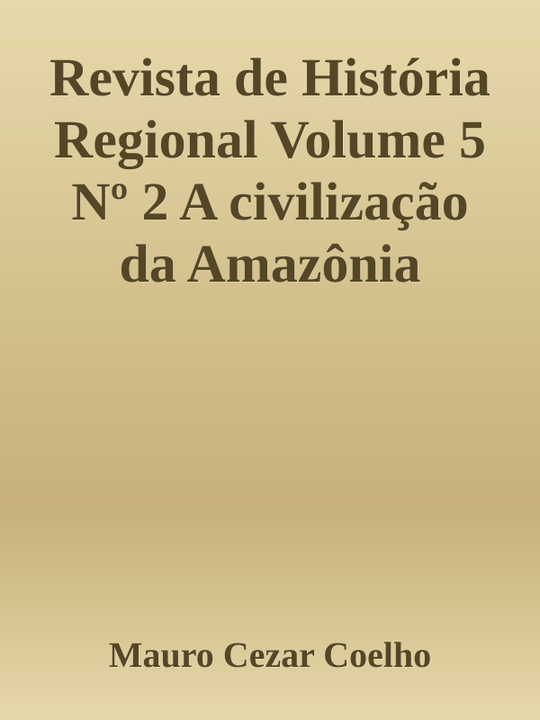 Revista de História
Regional Volume 5
Nº 2 A civilização
da Amazônia
Mauro Cezar Coelho